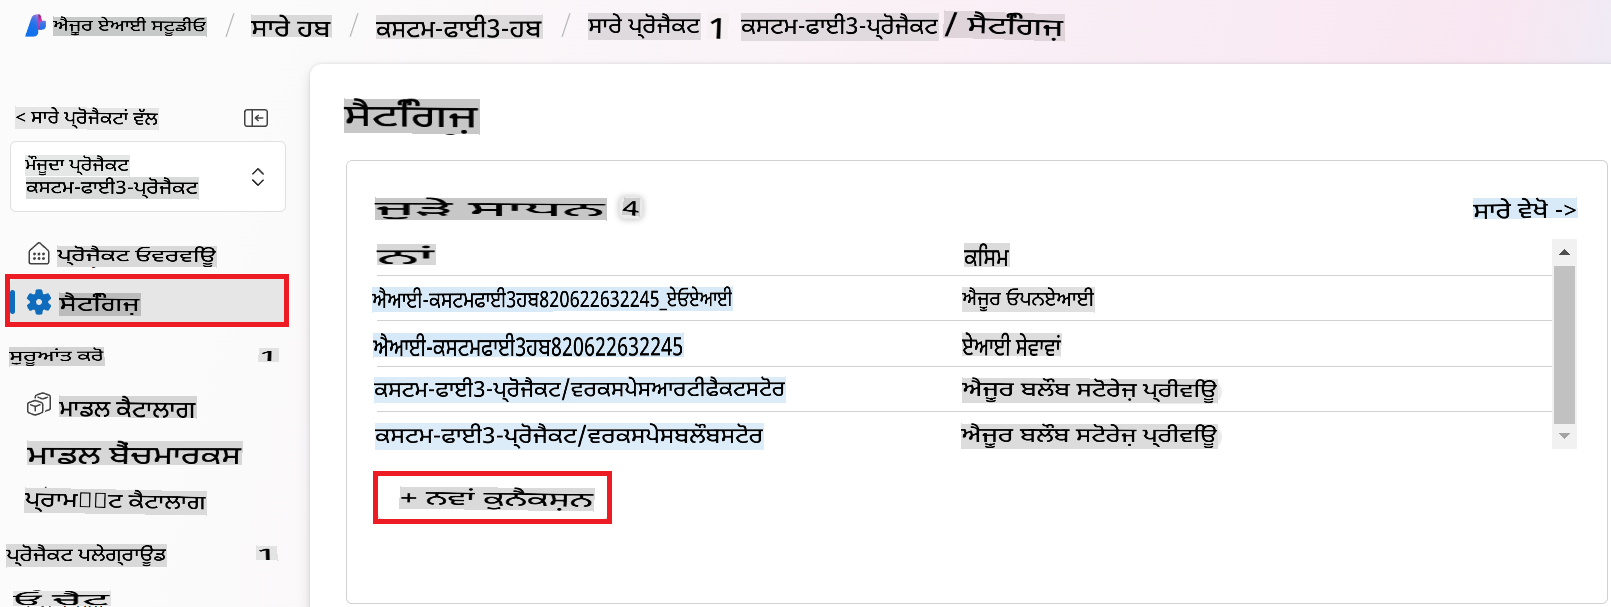 ਐਜ਼ੂਰ ਏਆਈ ਸਟੂਡੀਓ / ਸਾਰੇ ਹਬ / ਕਸਟਮ-ਫਾਈ3-ਹਬ / ਸਾਰੇ ਪ੍ਰੋਜੈਕਟ 1 ਕਸਟਮ-ਫਾਈ3-ਪ੍ਰੋਜੈਕਟ / ਸੈਟਿੰਗਜ਼
< ਸਾਰੇ ਪ੍ਰੋਜੈਕਟਾਂ ਵੱਲ
ਮੌਜੂਦਾ ਪ੍ਰੋਜੈਕਟ
ਕਸਟਮ-ਫਾਈ3-ਪ੍ਰੋਜੈਕਟ
ਪ੍ਰੋਜੈਕਟ ਓਵਰਵਿਊ
ਸੈਟਿੰਗਜ਼
ਸ਼ੁਰੂਆਤ ਕਰੋ 1
ਮਾਡਲ ਕੈਟਾਲਾਗ
ਮਾਡਲ ਬੈਂਚਮਾਰਕਸ
ਕੈਟਾਲਾਗ
ਪ੍ਰੋਜੈਕਟ ਪਲੇਗ੍ਰਾਊਂਡ 1
ਚੈਟ
ਸੈਟਿੰਗਜ਼
ਜੁੜੇ ਸਾਧਨ 4
ਸਾਰੇ ਵੇਖੋ ->
ਨਾਂ ਕਿਸਮ
ਐਆਈ-ਕਸਟਮਫਾਈ3ਹਬ820622632245_ਏਓਏਆਈ ਐਜ਼ੂਰ ਓਪਨਏਆਈ
ਐਆਈ-ਕਸਟਮਫਾਈ3ਹਬ820622632245 ਏਆਈ ਸੇਵਾਵਾਂ
ਕਸਟਮ-ਫਾਈ3-ਪ੍ਰੋਜੈਕਟ/ਵਰਕਸਪੇਸਆਰਟੀਫੈਕਟਸਟੋਰ ਐਜ਼ੂਰ ਬਲੌਬ ਸਟੋਰੇਜ਼ ਪ੍ਰੀਵਿਊ
ਕਸਟਮ-ਫਾਈ3-ਪ੍ਰੋਜੈਕਟ/ਵਰਕਸਪੇਸਬਲੌਬਸਟੋਰ ਐਜ਼ੂਰ ਬਲੌਬ ਸਟੋਰੇਜ਼ ਪ੍ਰੀਵਿਊ
+ ਨਵਾਂ ਕੁਨੈਕਸ਼ਨ